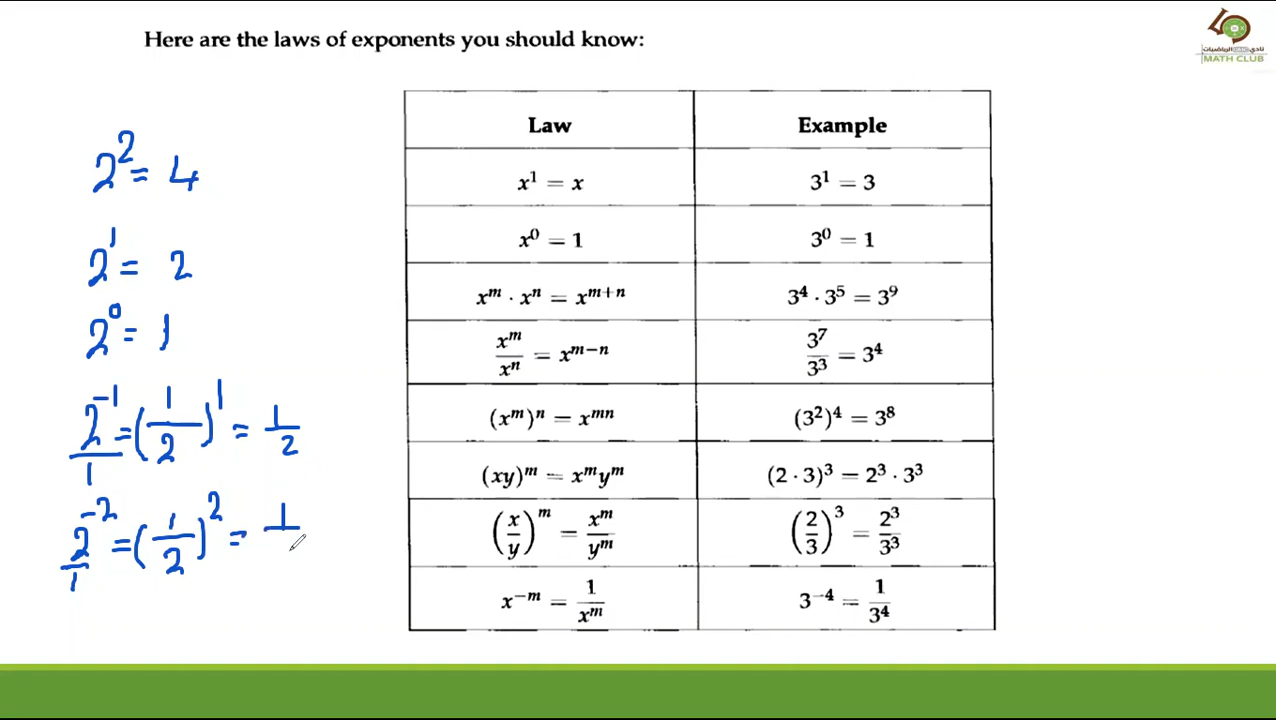 Here are the laws of exponents you should know:
نادي الرياضيات
MATH CLUB
2² = 4
2¹ = 2
2⁰ = 1
2⁻¹/1 = (1/2)¹ = 1/2
2⁻²/1 = (1/2)² = 1/
Law Example
x¹ = x 3¹ = 3
x⁰ = 1 3⁰ = 1
xᵐ · xⁿ = xᵐ⁺ⁿ 3⁴ · 3⁵ = 3⁹
xᵐ/xⁿ = xᵐ⁻ⁿ 3⁷/3³ = 3⁴
(xᵐ)ⁿ = xᵐⁿ (3²)⁴ = 3⁸
(xy)ᵐ = xᵐyᵐ (2 · 3)³ = 2³ · 3³
(x/y)ᵐ = xᵐ/yᵐ (2/3)³ = 2³/3³
x⁻ᵐ = 1/xᵐ 3⁻⁴ = 1/3⁴